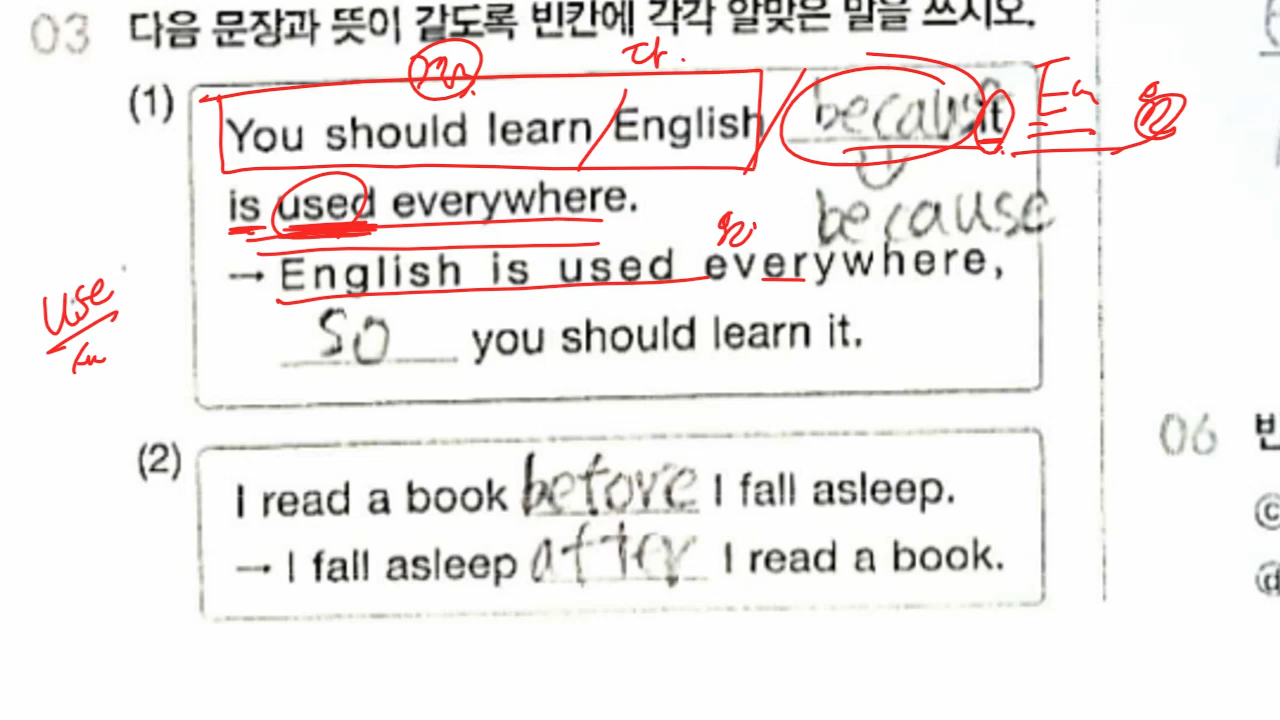 03 다음 문장과 뜻이 같도록 빈칸에 각각 알맞은 말을 쓰시오.
(1)
You should learn English because it
is used everywhere.
because
→ English is used everywhere,
so you should learn it.
use
(2)
I read a book before I fall asleep.
→ I fall asleep after I read a book.
06 빈
ⓒ
ⓓ